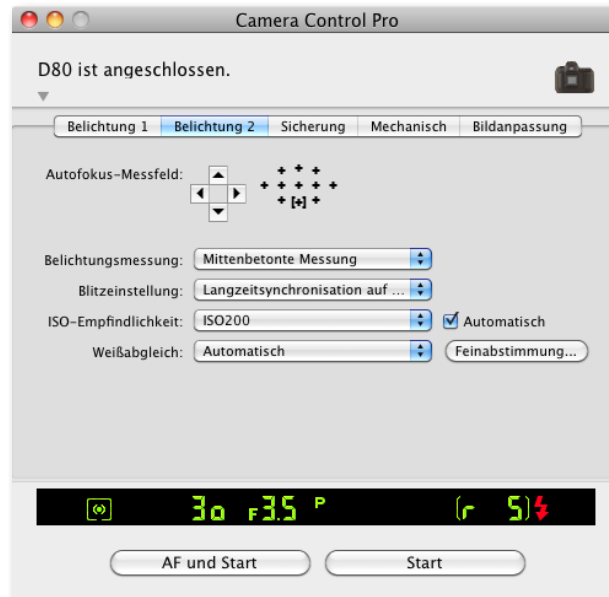 Camera Control Pro
D80 ist angeschlossen.
Belichtung 1 Belichtung 2 Sicherung Mechanisch Bildanpassung
Autofokus-Messfeld:
Belichtungsmessung: Mittenbetonte Messung
Blitzeinstellung: Langzeitsynchronisation auf ...
ISO-Empfindlichkeit: ISO200 Automatisch
Weißabgleich: Automatisch Feinabstimmung...
30 F3.5 P (r 5)
AF und Start Start